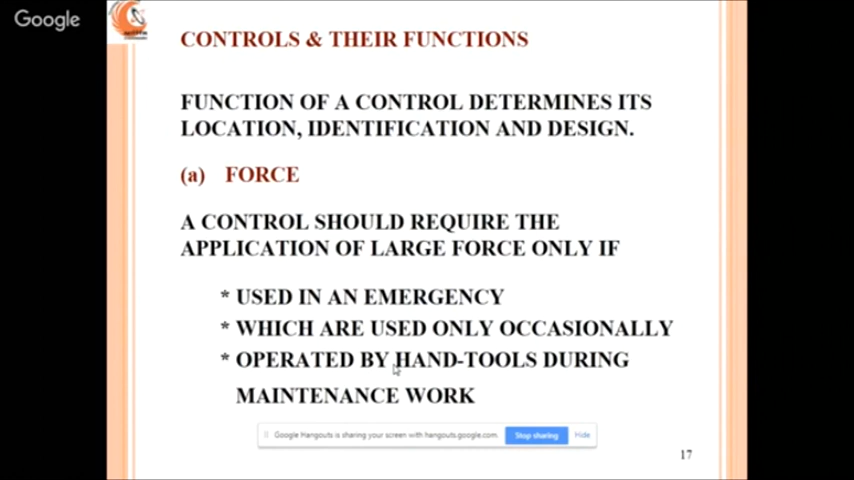 Google
CONTROLS & THEIR FUNCTIONS
FUNCTION OF A CONTROL DETERMINES ITS
LOCATION, IDENTIFICATION AND DESIGN.
(a) FORCE
A CONTROL SHOULD REQUIRE THE
APPLICATION OF LARGE FORCE ONLY IF
* USED IN AN EMERGENCY
* WHICH ARE USED ONLY OCCASIONALLY
* OPERATED BY HAND-TOOLS DURING
MAINTENANCE WORK
Google Hangouts is sharing your screen with hangouts.google.com. Stop sharing Hide
17